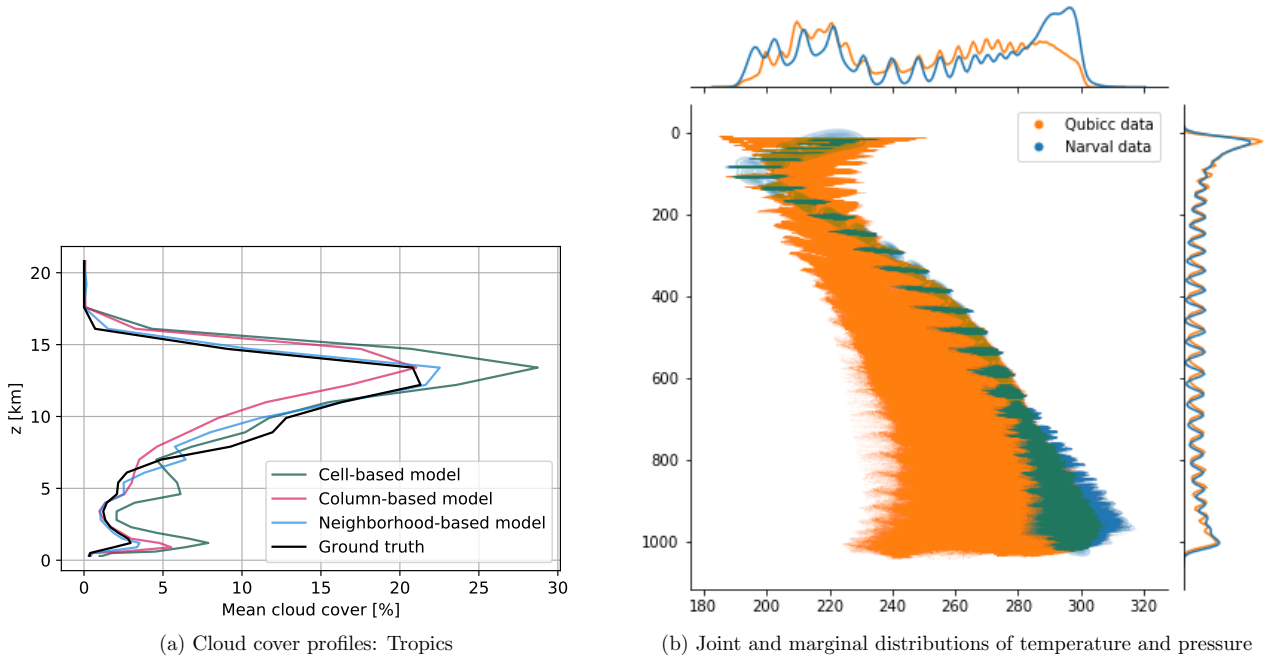 20
15
10
5
0
z [km]
Cell-based model
Column-based model
Neighborhood-based model
Ground truth
0 5 10 15 20 25 30
Mean cloud cover [%]
(a) Cloud cover profiles: Tropics
Qubicc data
Narval data
0
200
400
600
800
1000
180 200 220 240 260 280 300 320
(b) Joint and marginal distributions of temperature and pressure